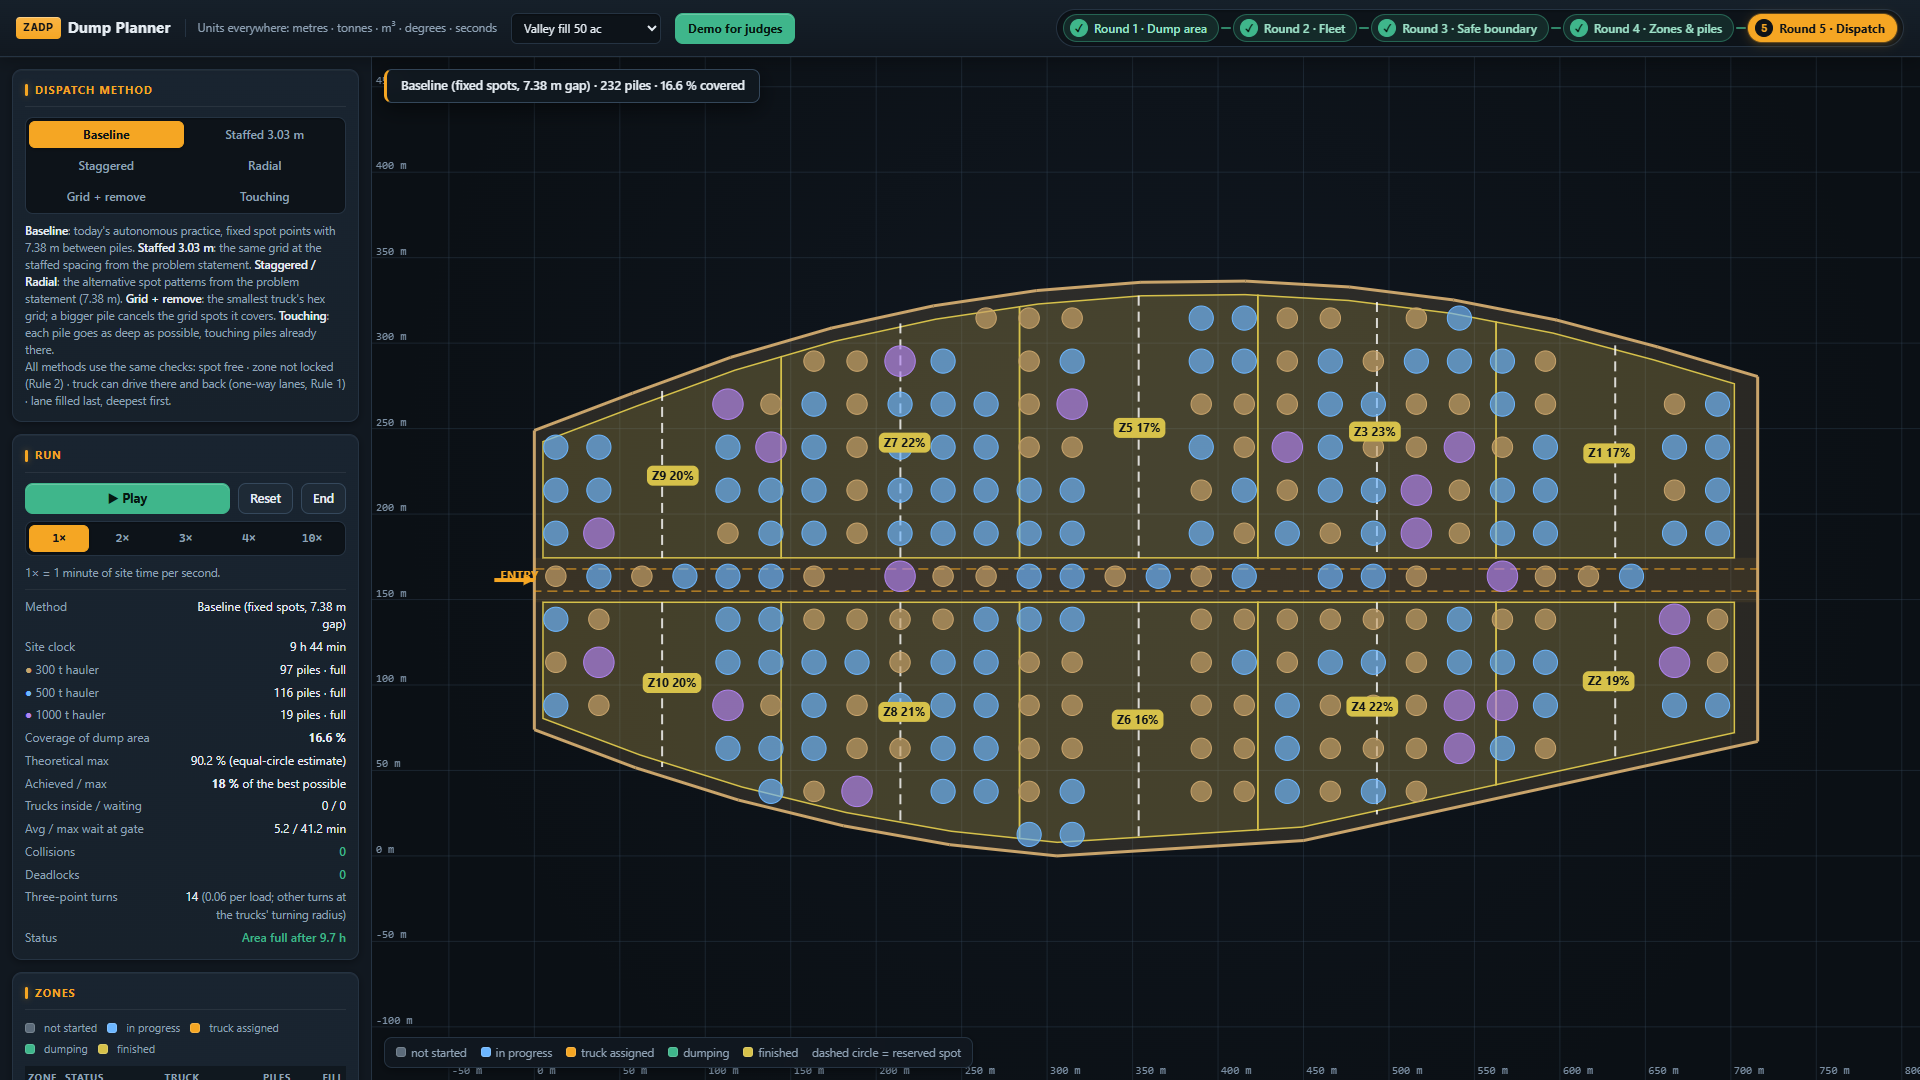 ZADP Dump Planner
Units everywhere: metres · tonnes · m³ · degrees · seconds
Valley fill 50 ac
Demo for judges
✓ Round 1 · Dump area
✓ Round 2 · Fleet
✓ Round 3 · Safe boundary
✓ Round 4 · Zones & piles
5 Round 5 · Dispatch
DISPATCH METHOD
Baseline
Staffed 3.03 m
Staggered
Radial
Grid + remove
Touching
Baseline: today's autonomous practice, fixed spot points with
7.38 m between piles. Staffed 3.03 m: the same grid at the
staffed spacing from the problem statement. Staggered /
Radial: the alternative spot patterns from the problem
statement (7.38 m). Grid + remove: the smallest truck's hex
grid; a bigger pile cancels the grid spots it covers. Touching:
each pile goes as deep as possible, touching piles already
there.
All methods use the same checks: spot free · zone not locked
(Rule 2) · truck can drive there and back (one-way lanes, Rule 1)
· lane filled last, deepest first.
RUN
▶ Play
Reset
End
1×
2×
3×
4×
10×
1× = 1 minute of site time per second.
Method Baseline (fixed spots, 7.38 m
gap)
Site clock 9 h 44 min
300 t hauler 97 piles · full
500 t hauler 116 piles · full
1000 t hauler 19 piles · full
Coverage of dump area 16.6 %
Theoretical max 90.2 % (equal-circle estimate)
Achieved / max 18 % of the best possible
Trucks inside / waiting 0 / 0
Avg / max wait at gate 5.2 / 41.2 min
Collisions 0
Deadlocks 0
Three-point turns 14 (0.06 per load; other turns at
the trucks' turning radius)
Status Area full after 9.7 h
ZONES
not started in progress truck assigned
dumping finished
ZONE STATUS TRUCK PILES FILL
Baseline (fixed spots, 7.38 m gap) · 232 piles · 16.6 % covered
400 m
350 m
300 m
250 m
200 m
150 m
100 m
50 m
0 m
-50 m
-100 m
ENTRY
Z9 20%
Z7 22%
Z5 17%
Z3 23%
Z1 17%
Z10 20%
Z8 21%
Z6 16%
Z4 22%
Z2 19%
not started in progress truck assigned dumping finished dashed circle = reserved spot
-50 m 0 m 50 m 100 m 150 m 200 m 250 m 300 m 350 m 400 m 450 m 500 m 550 m 600 m 650 m 700 m 750 m